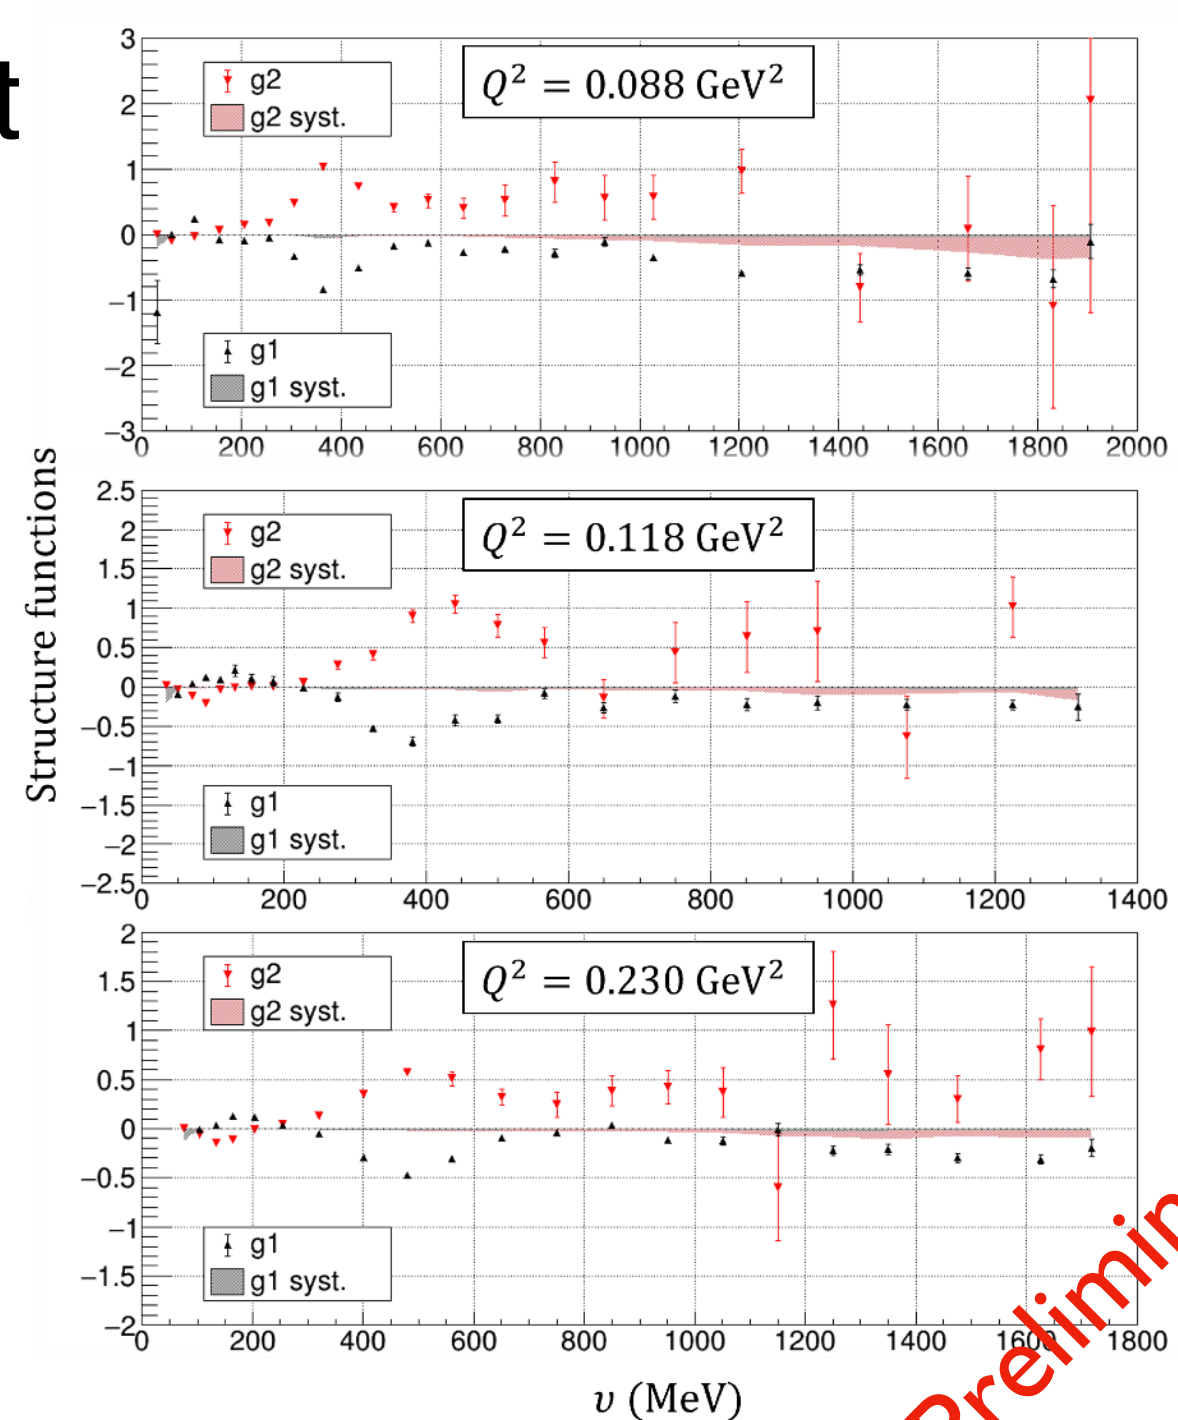 t
Structure functions
3
g2
g2 syst.
Q² = 0.088 GeV²
2
1
0
−1
g1
g1 syst.
−2
−3
0 200 400 600 800 1000 1200 1400 1600 1800 2000
2.5
g2
g2 syst.
Q² = 0.118 GeV²
2
1.5
1
0.5
0
−0.5
−1
g1
g1 syst.
−1.5
−2
−2.5
0 200 400 600 800 1000 1200 1400
2
g2
g2 syst.
Q² = 0.230 GeV²
1.5
1
0.5
0
−0.5
−1
g1
g1 syst.
−1.5
−2
0 200 400 600 800 1000 1200 1400 1600 1800
υ (MeV)
Prelimin